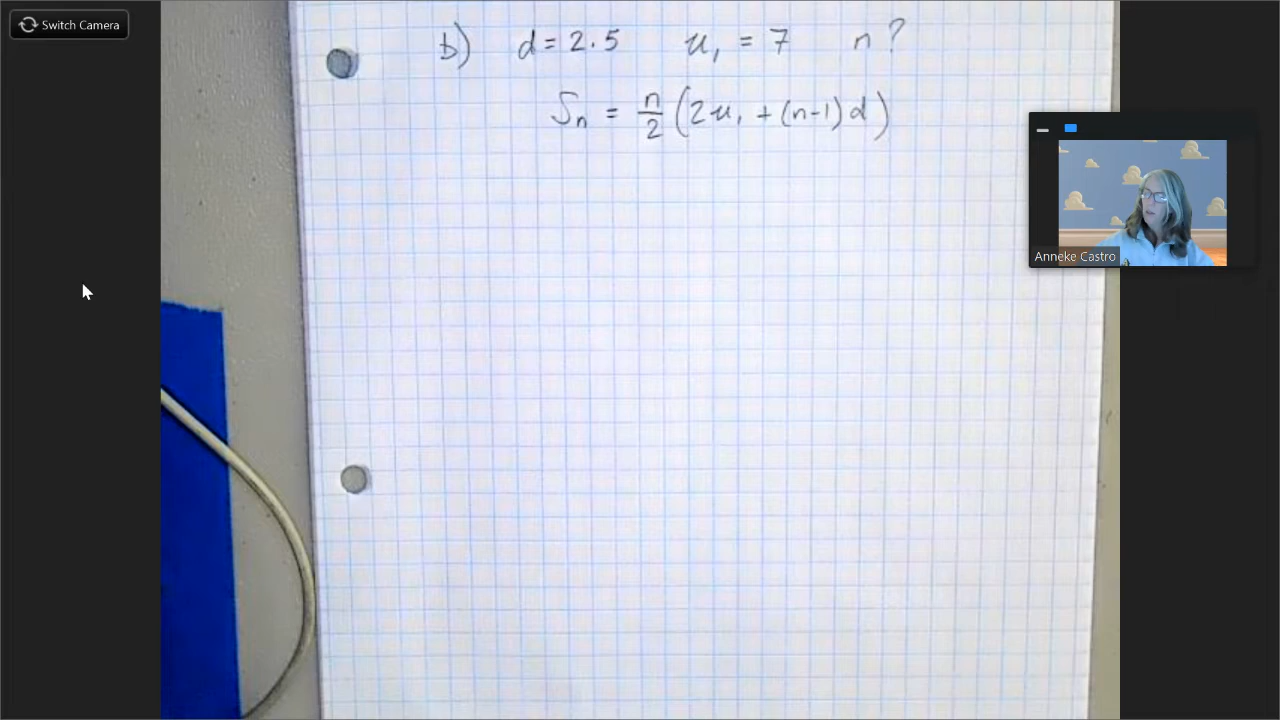 Switch Camera
b) d = 2.5 u₁ = 7 n?
Sₙ = n/2 (2u₁ + (n-1)d)
Anneke Castro